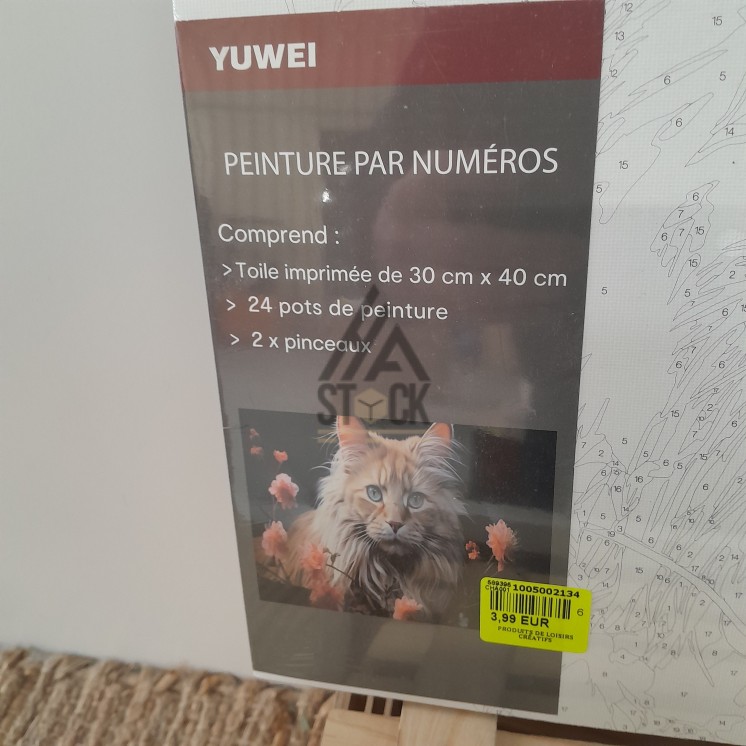 YUWEI
PEINTURE PAR NUMÉROS
Comprend :
>Toile imprimée de 30 cm x 40 cm
> 24 pots de peinture
> 2 x pinceaux
STOCK
1005002134
3,99 EUR
PRODUITS DE LOISIRS
CRÉATIFS